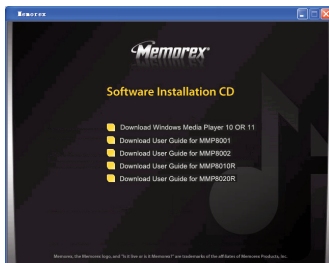 Memorex
Memorex
Software Installation CD
Download Windows Media Player 10 OR 11
Download User Guide for MMP8001
Download User Guide for MMP8002
Download User Guide for MMP8010R
Download User Guide for MMP8020R
Memorex, the Memorex logo, and "Is it live or is it Memorex?" are trademarks of the affiliates of Memorex Products, Inc.